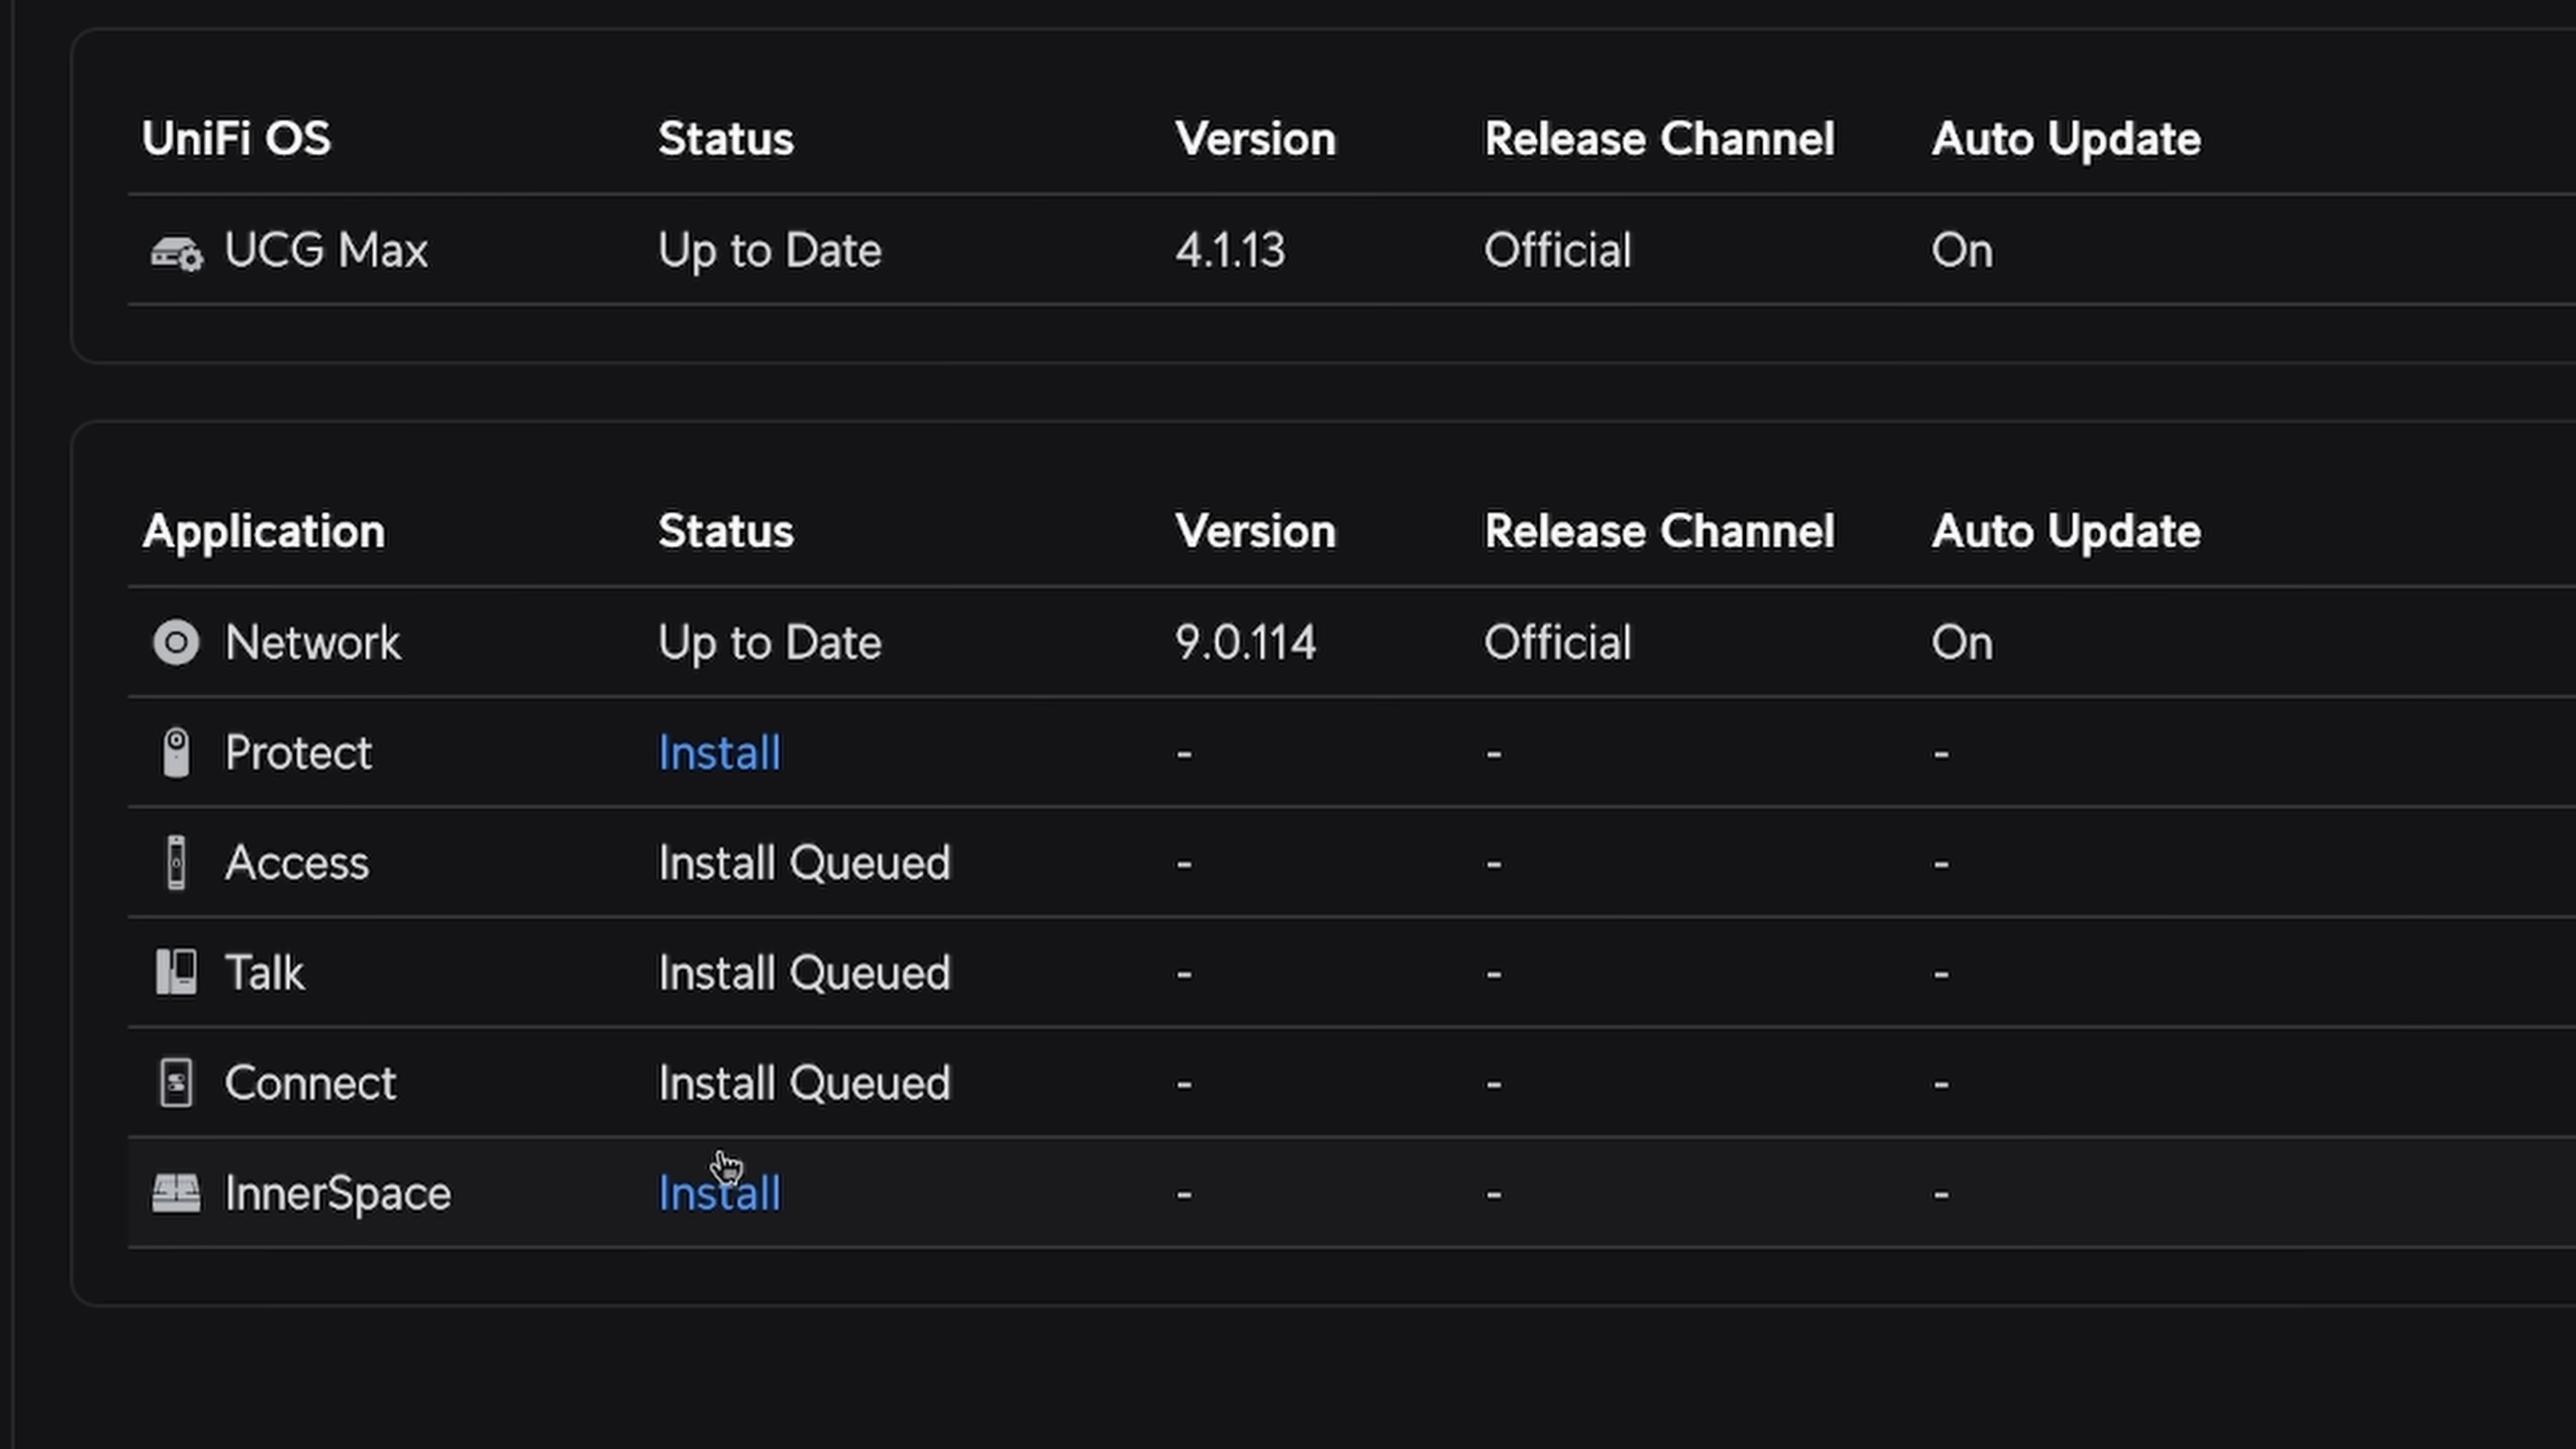 UniFi OS Status Version Release Channel Auto Update
UCG Max Up to Date 4.1.13 Official On
Application Status Version Release Channel Auto Update
Network Up to Date 9.0.114 Official On
Protect Install - - -
Access Install Queued - - -
Talk Install Queued - - -
Connect Install Queued - - -
InnerSpace Install - - -